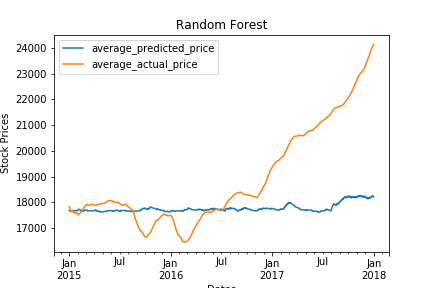 Random Forest
average_predicted_price
average_actual_price
24000
23000
22000
21000
20000
19000
18000
17000
Stock Prices
Jan Jul Jan Jul Jan Jul Jan
2015 2016 2017 2018